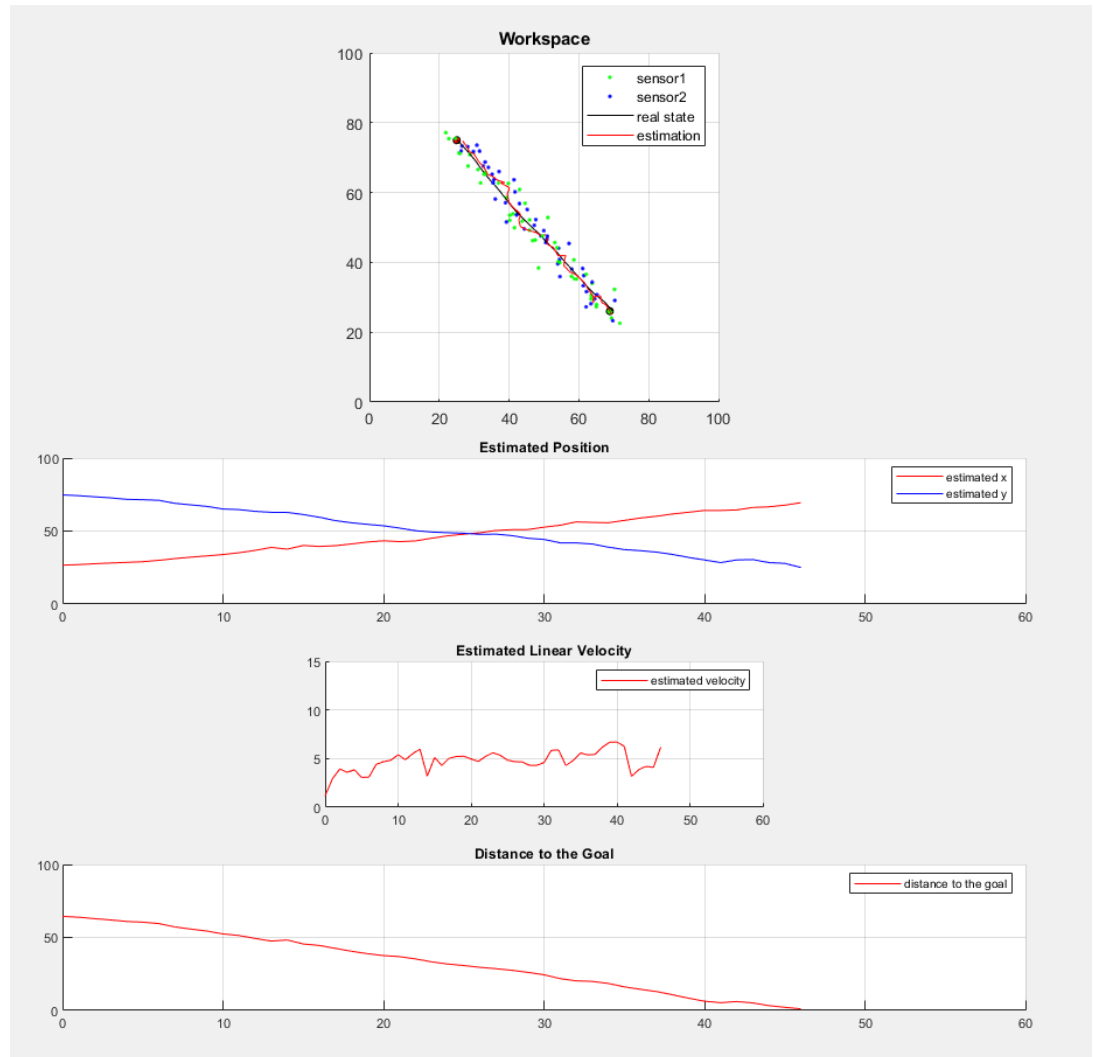 Workspace
100
80
60
40
20
0
0 20 40 60 80 100
sensor1
sensor2
real state
estimation
Estimated Position
100
50
0
0 10 20 30 40 50 60
estimated x
estimated y
Estimated Linear Velocity
15
10
5
0
0 10 20 30 40 50 60
estimated velocity
Distance to the Goal
100
50
0
0 10 20 30 40 50 60
distance to the goal